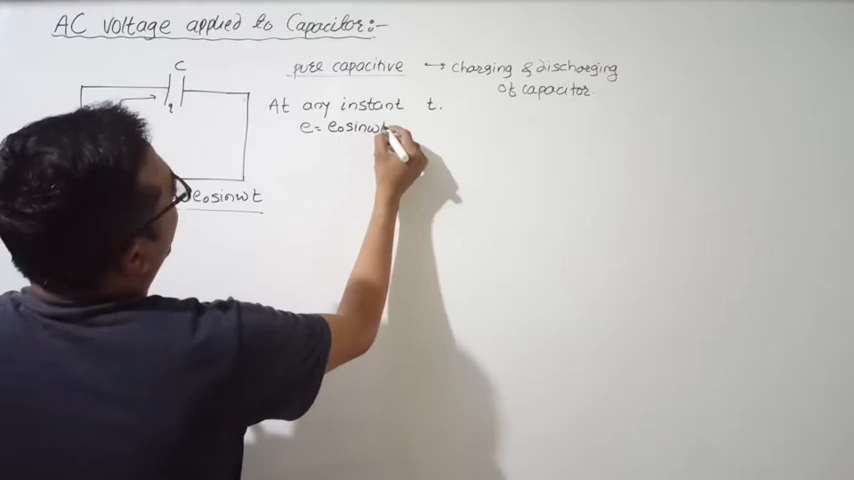 AC voltage applied to Capacitor:-
C
q
e₀sinωt
pure capacitive → Charging & discharging
of capacitor.
At any instant t.
e = e₀sinωt